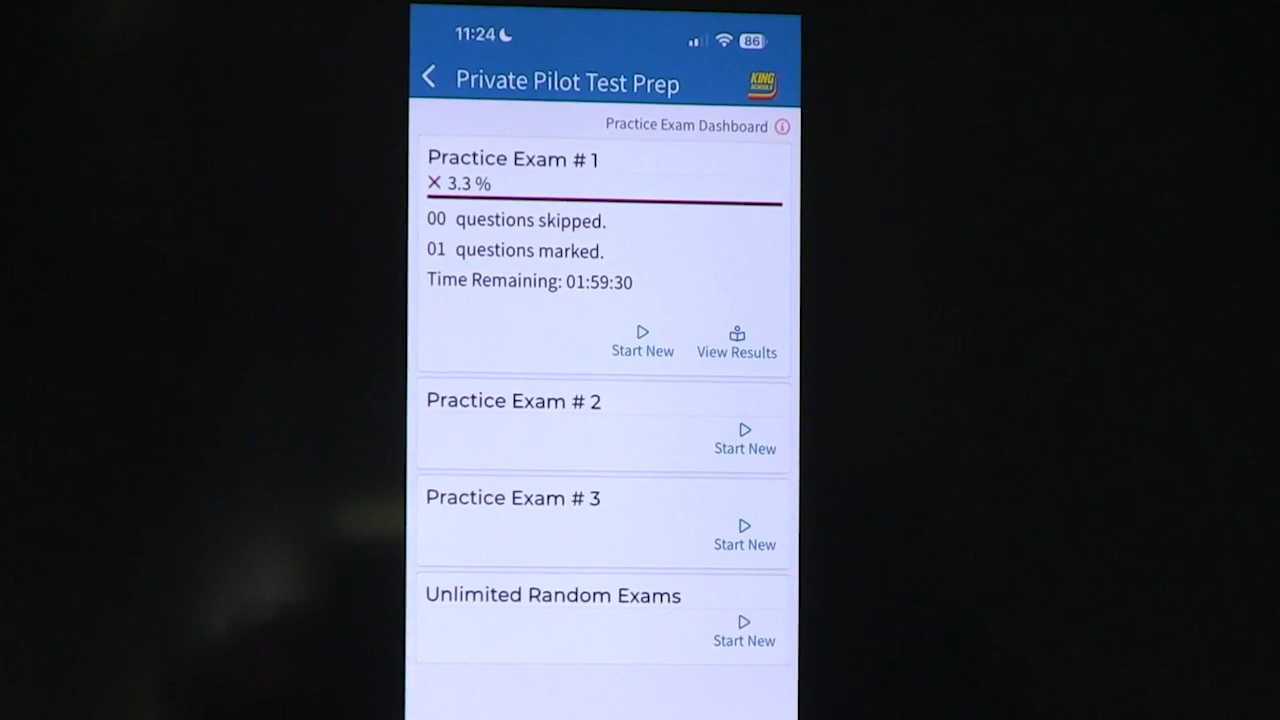 11:24
86
Private Pilot Test Prep
KING
SCHOOLS
Practice Exam Dashboard
Practice Exam # 1
3.3 %
00 questions skipped.
01 questions marked.
Time Remaining: 01:59:30
Start New
View Results
Practice Exam # 2
Start New
Practice Exam # 3
Start New
Unlimited Random Exams
Start New